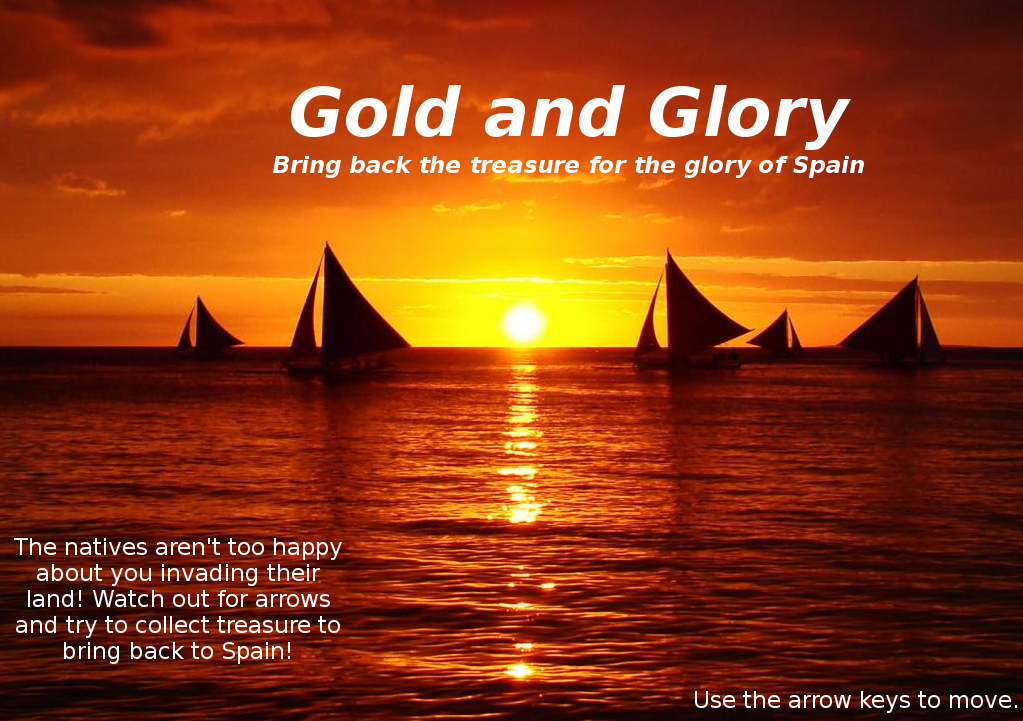 Gold and Glory
Bring back the treasure for the glory of Spain
The natives aren't too happy
about you invading their
land! Watch out for arrows
and try to collect treasure to
bring back to Spain!
Use the arrow keys to move.